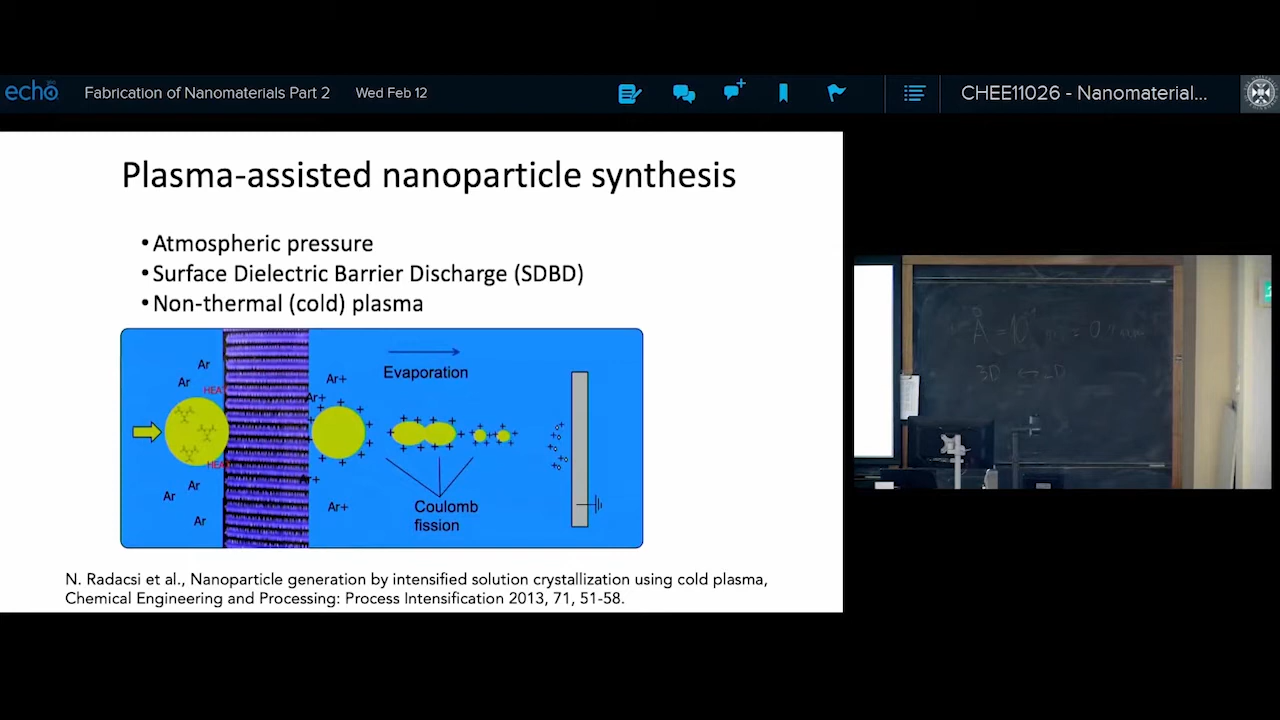 echo
Fabrication of Nanomaterials Part 2
Wed Feb 12
CHEE11026 - Nanomaterial...
Plasma-assisted nanoparticle synthesis
• Atmospheric pressure
• Surface Dielectric Barrier Discharge (SDBD)
• Non-thermal (cold) plasma
Ar
Ar
HEA
HEA
Ar
Ar
Ar
Ar+
Ar+
Ar+
Evaporation
Coulomb
fission
N. Radacsi et al., Nanoparticle generation by intensified solution crystallization using cold plasma,
Chemical Engineering and Processing: Process Intensification 2013, 71, 51-58.
3D